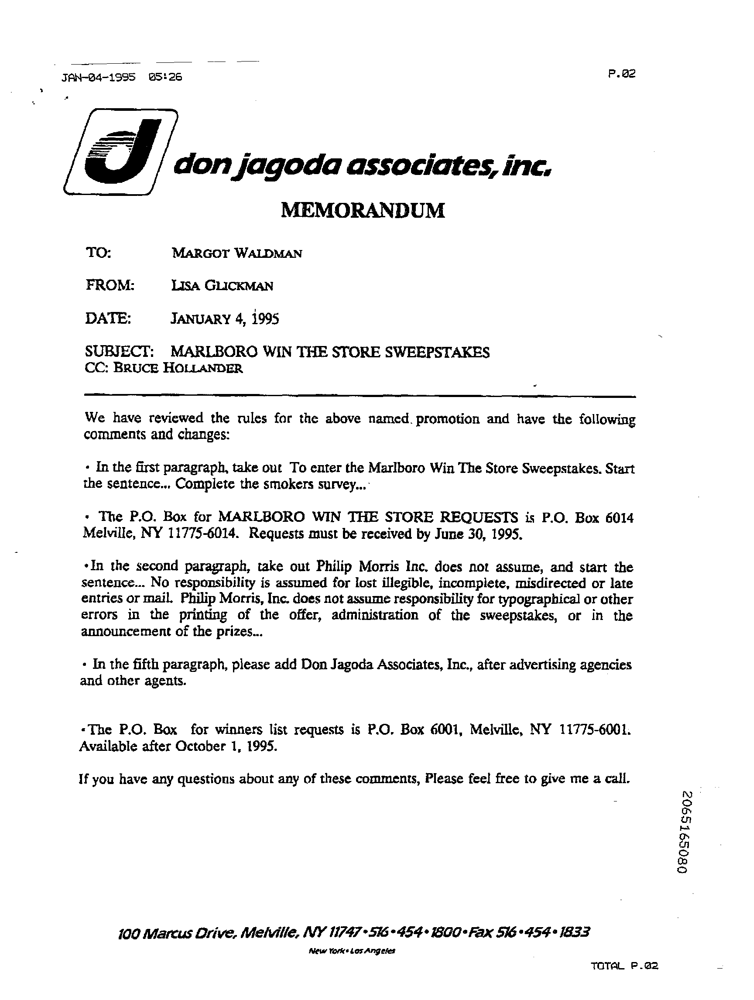 JAN-04-1995 05:26 P.02
don jagoda associates, inc.
MEMORANDUM
TO: MARGOT WALDMAN
FROM: LISA GLICKMAN
DATE: JANUARY 4, 1995
SUBJECT: MARLBORO WIN THE STORE SWEEPSTAKES
CC: BRUCE HOLLANDER
We have reviewed the rules for the above named promotion and have the following
comments and changes:
· In the first paragraph, take out To enter the Marlboro Win The Store Sweepstakes. Start
the sentence... Complete the smokers survey...
· The P.O. Box for MARLBORO WIN THE STORE REQUESTS is P.O. Box 6014
Melville, NY 11775-6014. Requests must be received by June 30, 1995.
·In the second paragraph, take out Philip Morris Inc. does not assume, and start the
sentence... No responsibility is assumed for lost illegible, incomplete, misdirected or late
entries or mail. Philip Morris, Inc. does not assume responsibility for typographical or other
errors in the printing of the offer, administration of the sweepstakes, or in the
announcement of the prizes...
· In the fifth paragraph, please add Don Jagoda Associates, Inc., after advertising agencies
and other agents.
·The P.O. Box for winners list requests is P.O. Box 6001, Melville, NY 11775-6001.
Available after October 1, 1995.
If you have any questions about any of these comments, Please feel free to give me a call.
2065165080
100 Marcus Drive, Melville, NY 11747•516•454•1800•Fax 516•454•1833
New York•Los Angeles
TOTAL P.02